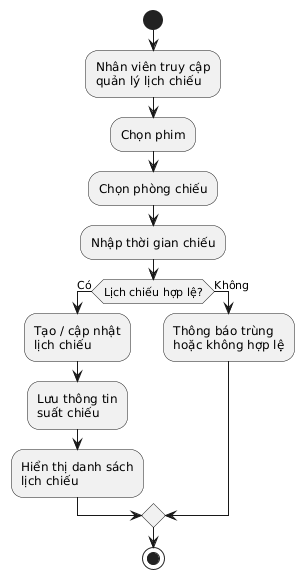 Nhân viên truy cập
quản lý lịch chiếu
Chọn phim
Chọn phòng chiếu
Nhập thời gian chiếu
Lịch chiếu hợp lệ?
Có
Không
Tạo / cập nhật
lịch chiếu
Thông báo trùng
hoặc không hợp lệ
Lưu thông tin
suất chiếu
Hiển thị danh sách
lịch chiếu